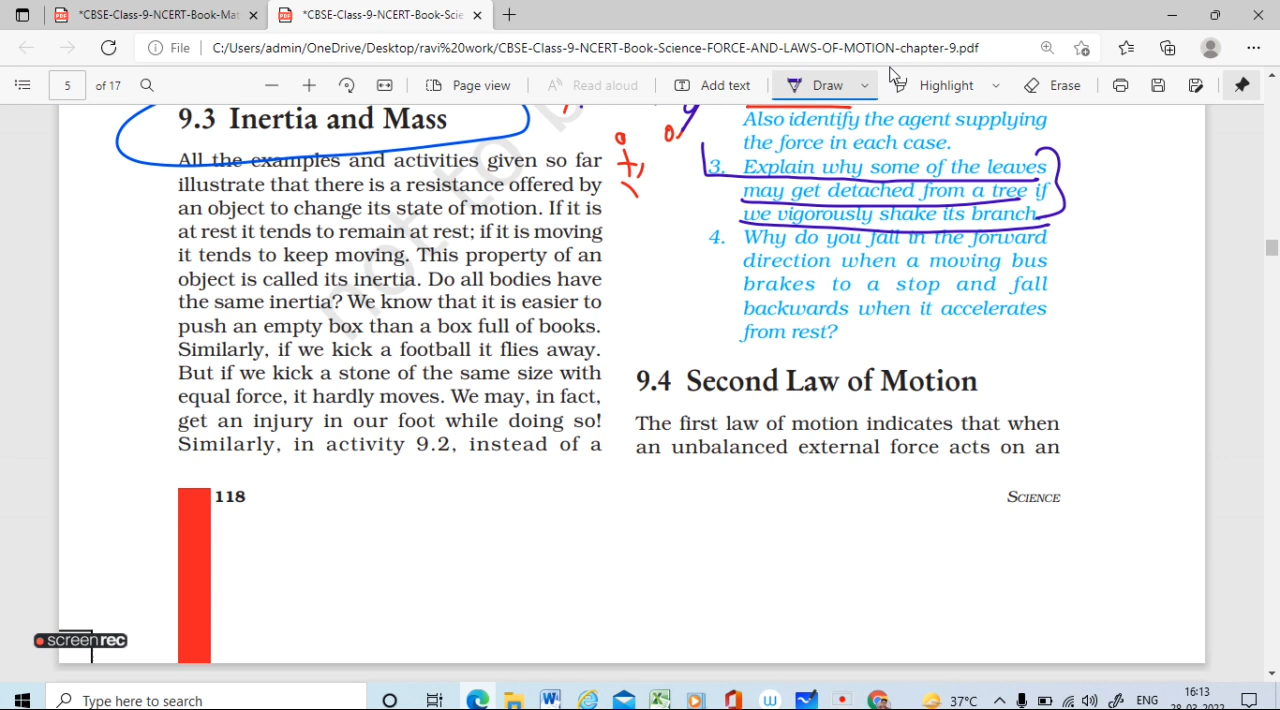 *CBSE-Class-9-NCERT-Book-Mat
*CBSE-Class-9-NCERT-Book-Scie
File
C:/Users/admin/OneDrive/Desktop/ravi%20work/CBSE-Class-9-NCERT-Book-Science-FORCE-AND-LAWS-OF-MOTION-chapter-9.pdf
5 of 17
Page view
Read aloud
Add text
Draw
Highlight
Erase
9.3 Inertia and Mass
All the examples and activities given so far
illustrate that there is a resistance offered by
an object to change its state of motion. If it is
at rest it tends to remain at rest; if it is moving
it tends to keep moving. This property of an
object is called its inertia. Do all bodies have
the same inertia? We know that it is easier to
push an empty box than a box full of books.
Similarly, if we kick a football it flies away.
But if we kick a stone of the same size with
equal force, it hardly moves. We may, in fact,
get an injury in our foot while doing so!
Similarly, in activity 9.2, instead of a
Also identify the agent supplying
the force in each case.
3. Explain why some of the leaves
may get detached from a tree if
we vigorously shake its branch.
4. Why do you fall in the forward
direction when a moving bus
brakes to a stop and fall
backwards when it accelerates
from rest?
9.4 Second Law of Motion
The first law of motion indicates that when
an unbalanced external force acts on an
not to b
118
SCIENCE
screenrec
Type here to search
37°C
ENG
16:13
28-03-2022